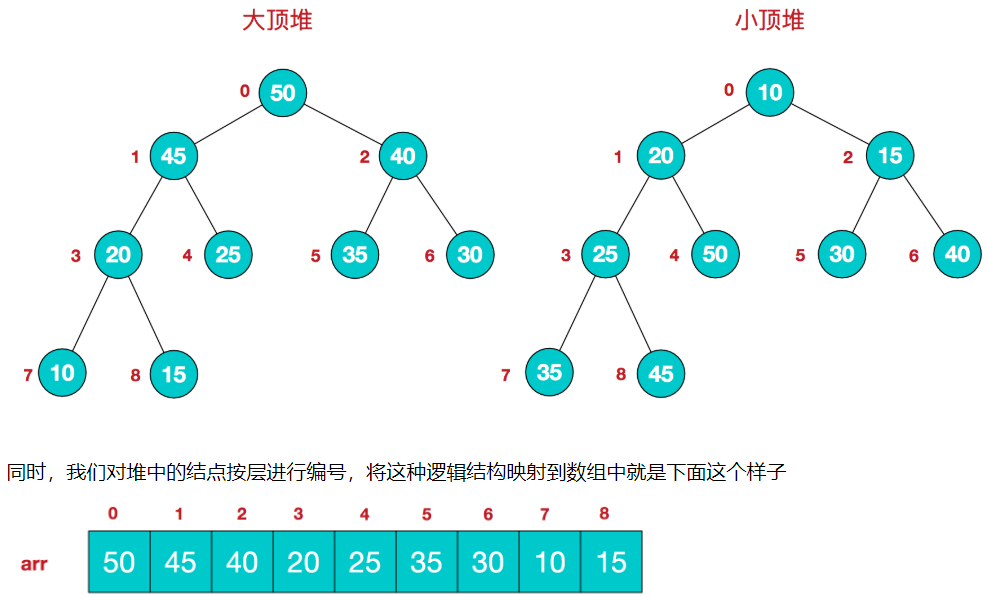 大顶堆 小顶堆
0 50 0 10
1 45 2 40 1 20 2 15
3 20 4 25 5 35 6 30 3 25 4 50 5 30 6 40
7 10 8 15 7 35 8 45
同时，我们对堆中的结点按层进行编号，将这种逻辑结构映射到数组中就是下面这个样子
0 1 2 3 4 5 6 7 8
arr 50 45 40 20 25 35 30 10 15